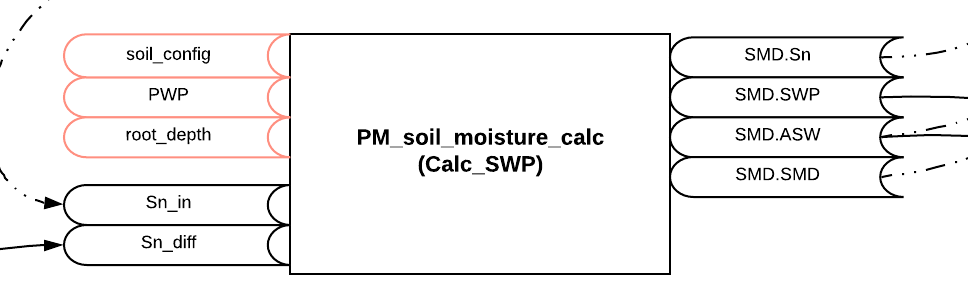 soil_config
PWP
root_depth
Sn_in
Sn_diff
PM_soil_moisture_calc
(Calc_SWP)
SMD.Sn
SMD.SWP
SMD.ASW
SMD.SMD